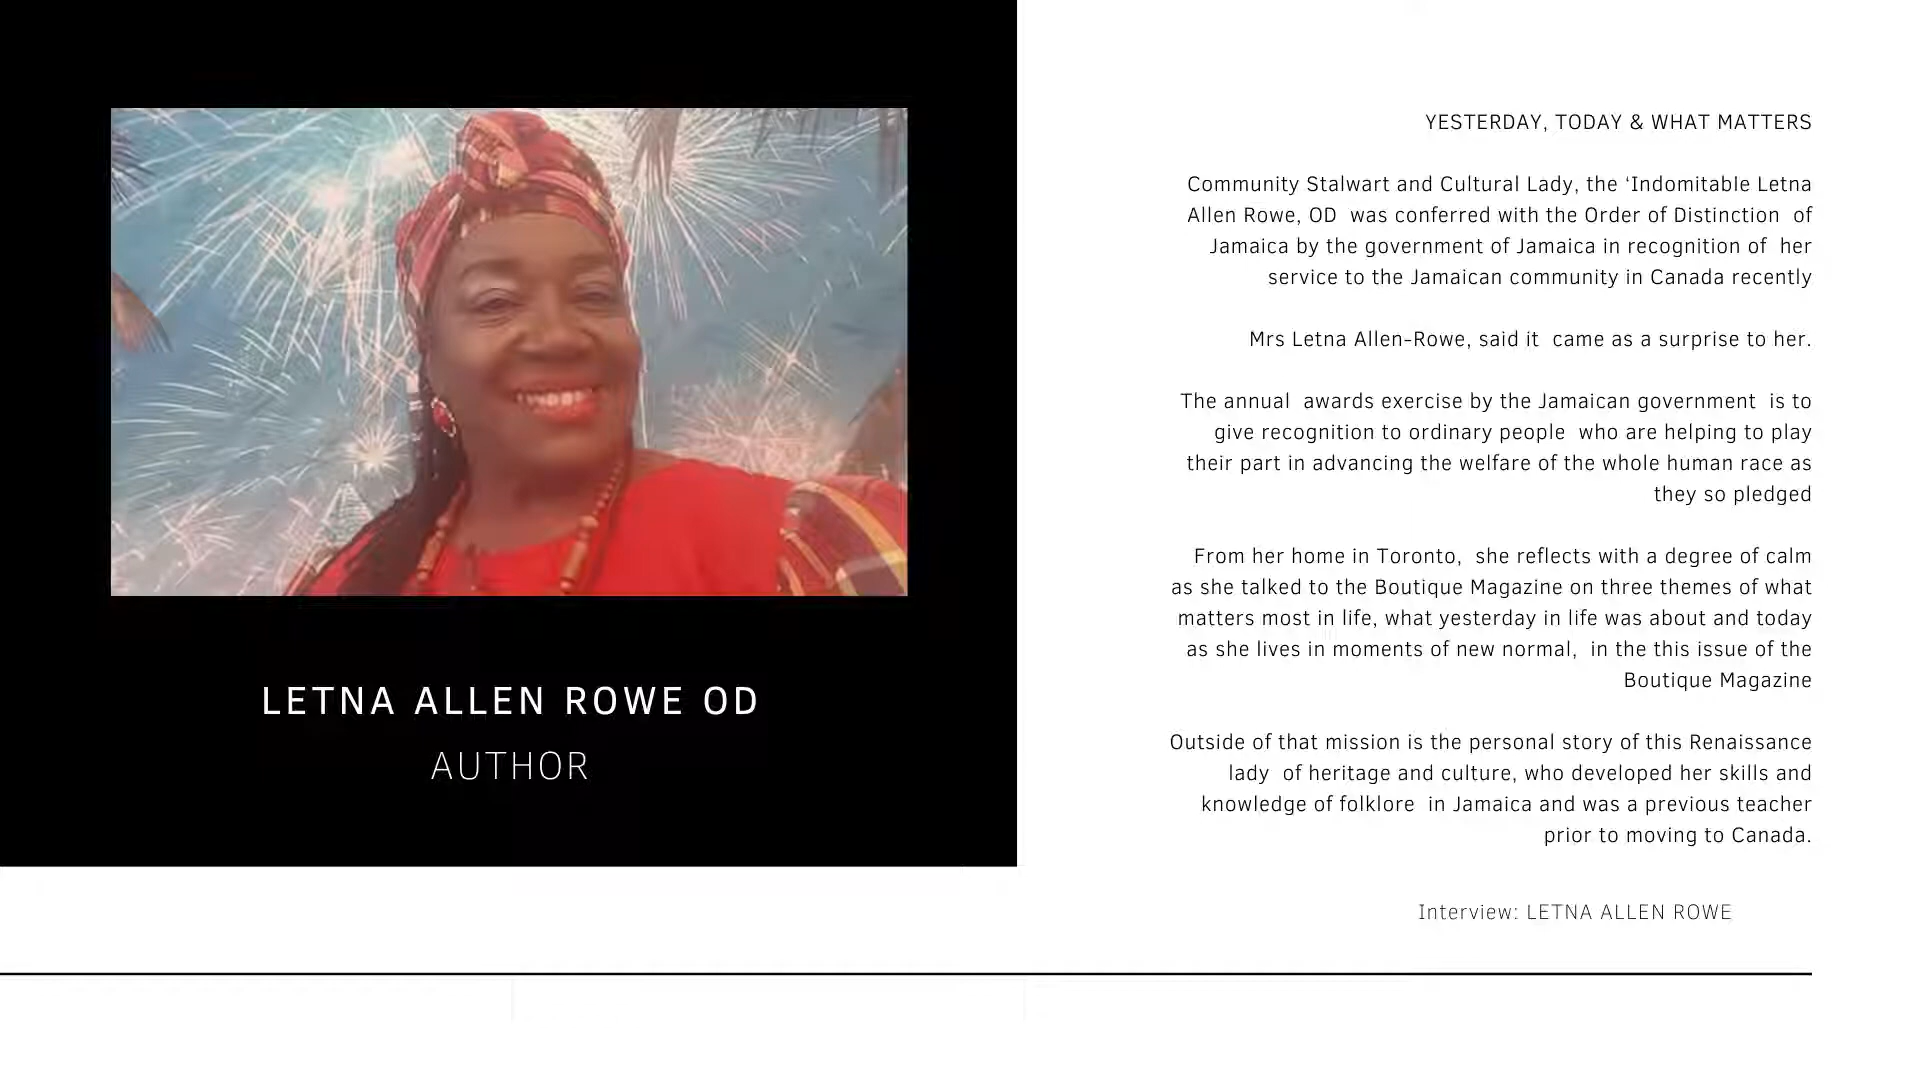 LETNA ALLEN ROWE OD
AUTHOR
YESTERDAY, TODAY & WHAT MATTERS
Community Stalwart and Cultural Lady, the ‘Indomitable Letna
Allen Rowe, OD  was conferred with the Order of Distinction  of
Jamaica by the government of Jamaica in recognition of  her
service to the Jamaican community in Canada recently
Mrs Letna Allen-Rowe, said it  came as a surprise to her.
The annual  awards exercise by the Jamaican government  is to
give recognition to ordinary people  who are helping to play
their part in advancing the welfare of the whole human race as
they so pledged
From her home in Toronto,  she reflects with a degree of calm
as she talked to the Boutique Magazine on three themes of what
matters most in life, what yesterday in life was about and today
as she lives in moments of new normal,  in the this issue of the
Boutique Magazine
Outside of that mission is the personal story of this Renaissance
lady  of heritage and culture, who developed her skills and
knowledge of folklore  in Jamaica and was a previous teacher
prior to moving to Canada.
Interview: LETNA ALLEN ROWE